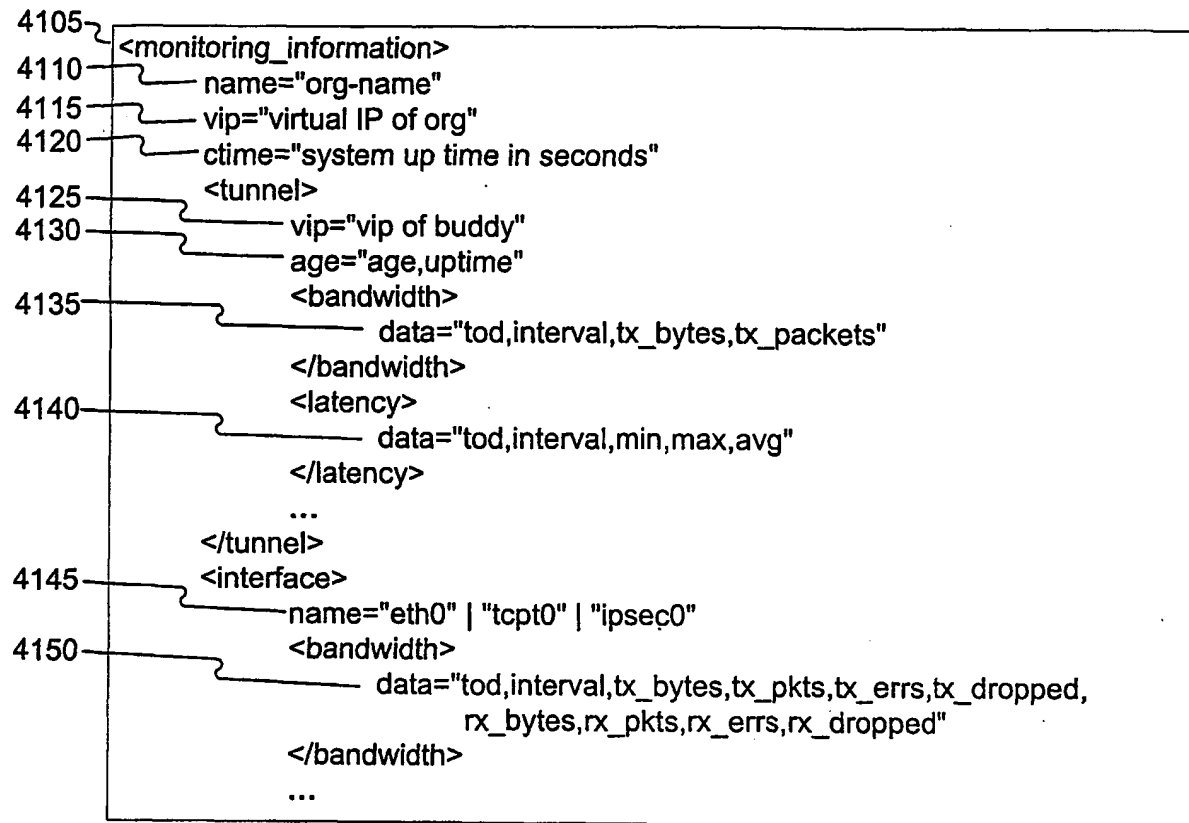 4105 <monitoring_information>
4110 name="org-name"
4115 vip="virtual IP of org"
4120 ctime="system up time in seconds"
<tunnel>
4125 vip="vip of buddy"
4130 age="age,uptime"
<bandwidth>
4135 data="tod,interval,tx_bytes,tx_packets"
</bandwidth>
<latency>
4140 data="tod,interval,min,max,avg"
</latency>
...
</tunnel>
<interface>
4145 name="eth0" | "tcpt0" | "ipsec0"
<bandwidth>
4150 data="tod,interval,tx_bytes,tx_pkts,tx_errs,tx_dropped,
rx_bytes,rx_pkts,rx_errs,rx_dropped"
</bandwidth>
...